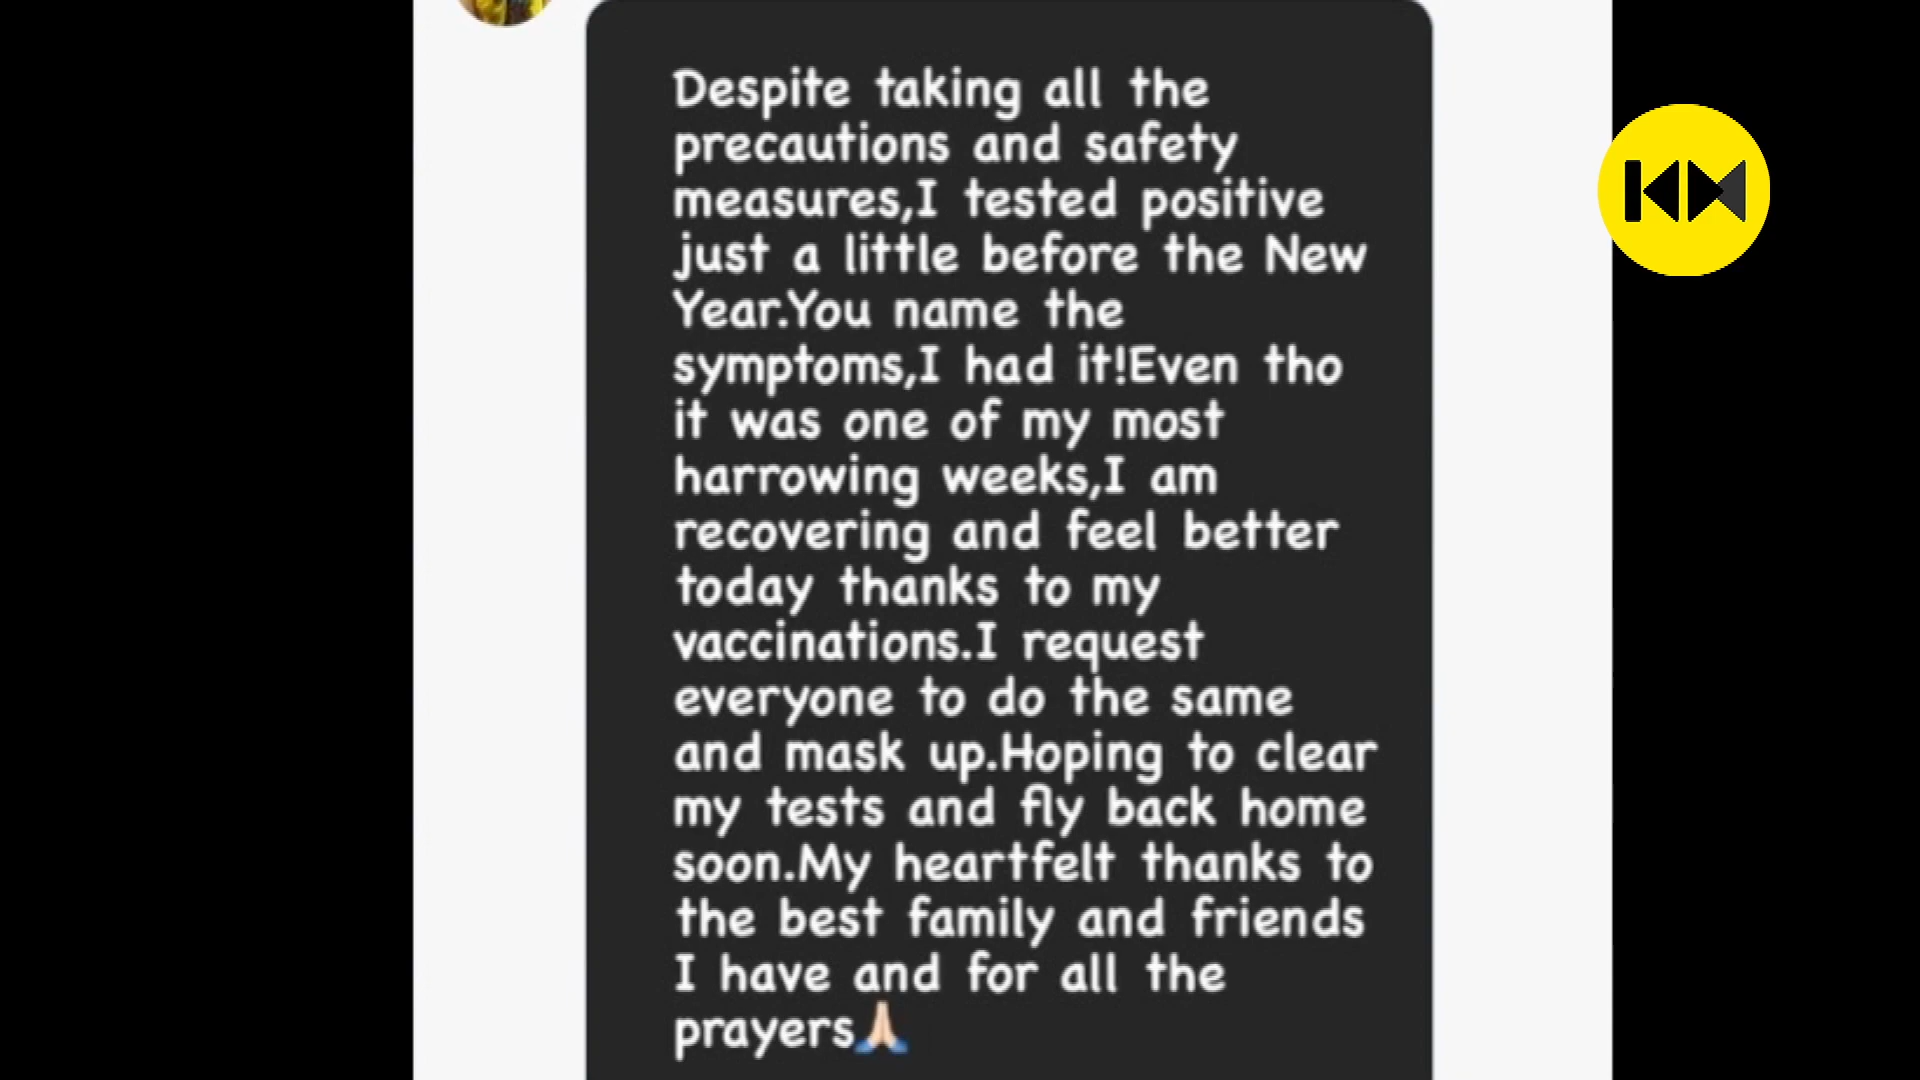 Despite taking all the
precautions and safety
measures,I tested positive
just a little before the New
Year.You name the
symptoms,I had it!Even tho
it was one of my most
harrowing weeks,I am
recovering and feel better
today thanks to my
vaccinations.I request
everyone to do the same
and mask up.Hoping to clear
my tests and fly back home
soon.My heartfelt thanks to
the best family and friends
I have and for all the
prayers🙏🏻